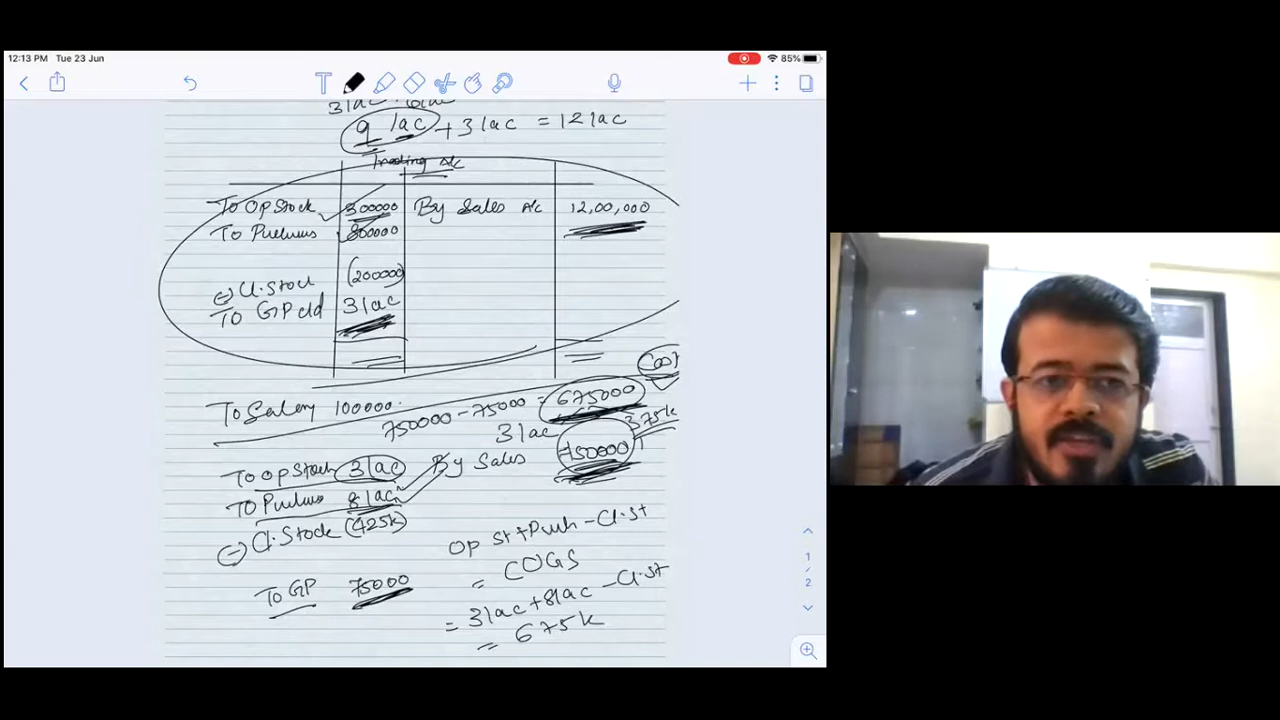 12:13 PM Tue 23 Jun
85%
T
9 lac + 3 lac = 12 lac
Trading A/c
To Op Stock 300000 By Sales A/c 12,00,000
To Purchases 800000
(-) Cl. Stock (200000)
To GP c/d 3 lac
To Salary 100000.
750000 - 75000 = 675000
3 lac
375k
To Op Stock 3 lac By Sales 750000
To Purchases 8 lac
(-) Cl. Stock (425k)
Op St + Purch - Cl. St
= COGS
To GP 75000
= 3 lac + 8 lac - Cl. St
= 675k
1
2